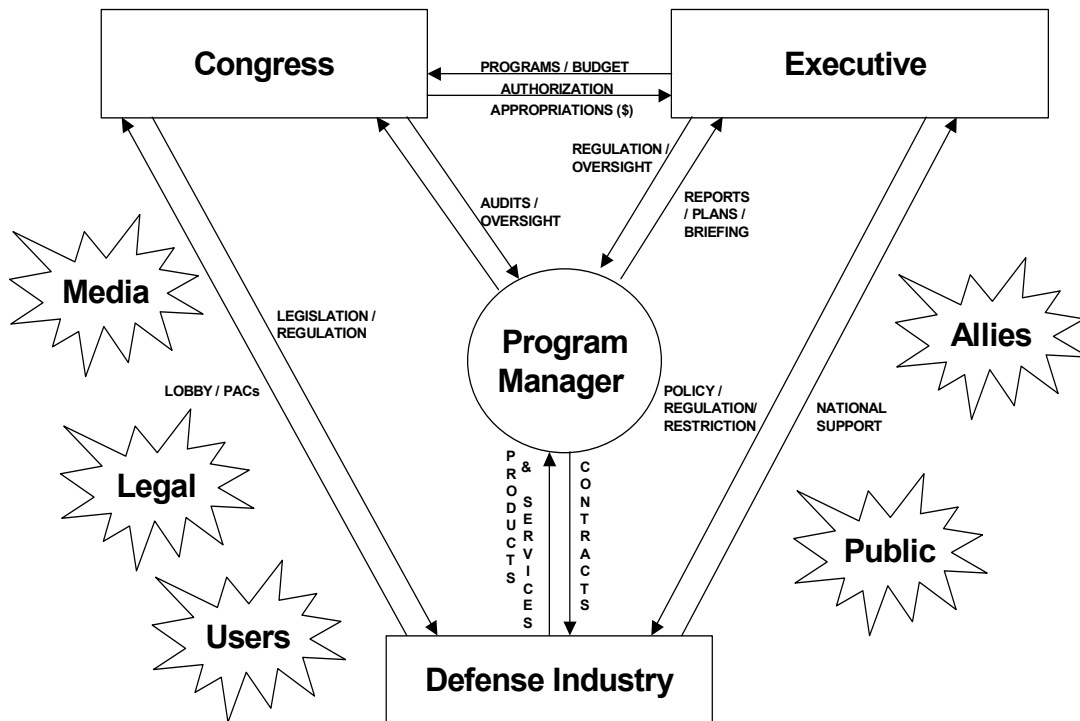 Congress
Executive
PROGRAMS / BUDGET
AUTHORIZATION
APPROPRIATIONS ($)
REGULATION /
OVERSIGHT
AUDITS /
OVERSIGHT
REPORTS
/ PLANS /
BRIEFING
Media
Allies
LEGISLATION /
REGULATION
Program
Manager
LOBBY / PACs
POLICY /
REGULATION/
RESTRICTION
NATIONAL
SUPPORT
Legal
PRODUCTS
& SERVICES
CONTRACTS
Public
Users
Defense Industry